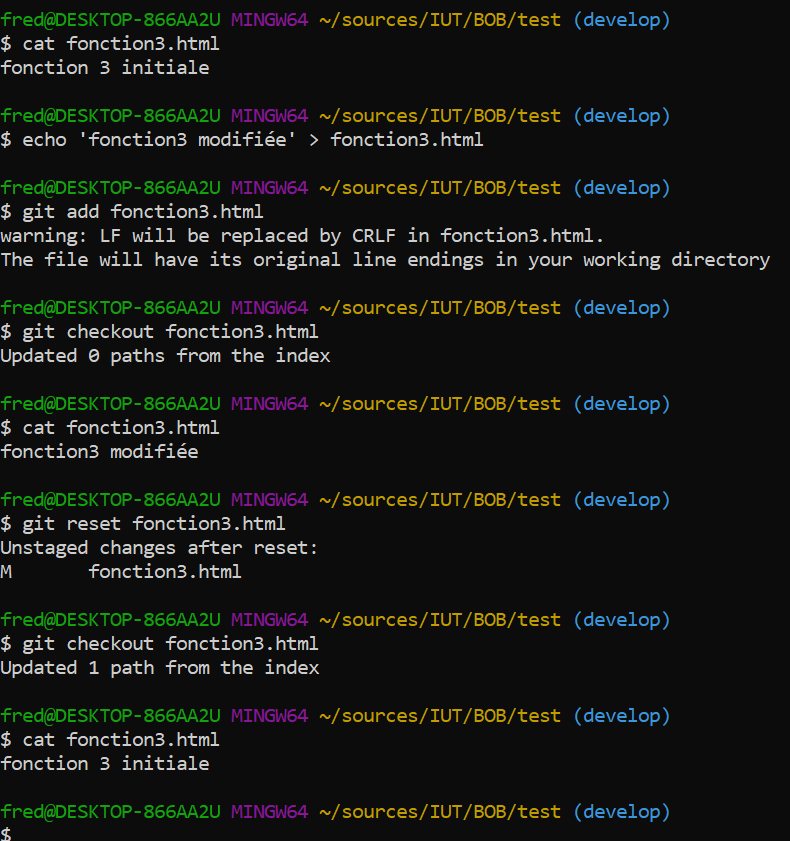 fred@DESKTOP-866AA2U MINGW64 ~/sources/IUT/BOB/test (develop)
$ cat fonction3.html
fonction 3 initiale
fred@DESKTOP-866AA2U MINGW64 ~/sources/IUT/BOB/test (develop)
$ echo 'fonction3 modifiée' > fonction3.html
fred@DESKTOP-866AA2U MINGW64 ~/sources/IUT/BOB/test (develop)
$ git add fonction3.html
warning: LF will be replaced by CRLF in fonction3.html.
The file will have its original line endings in your working directory
fred@DESKTOP-866AA2U MINGW64 ~/sources/IUT/BOB/test (develop)
$ git checkout fonction3.html
Updated 0 paths from the index
fred@DESKTOP-866AA2U MINGW64 ~/sources/IUT/BOB/test (develop)
$ cat fonction3.html
fonction3 modifiée
fred@DESKTOP-866AA2U MINGW64 ~/sources/IUT/BOB/test (develop)
$ git reset fonction3.html
Unstaged changes after reset:
M       fonction3.html
fred@DESKTOP-866AA2U MINGW64 ~/sources/IUT/BOB/test (develop)
$ git checkout fonction3.html
Updated 1 path from the index
fred@DESKTOP-866AA2U MINGW64 ~/sources/IUT/BOB/test (develop)
$ cat fonction3.html
fonction 3 initiale
fred@DESKTOP-866AA2U MINGW64 ~/sources/IUT/BOB/test (develop)
$